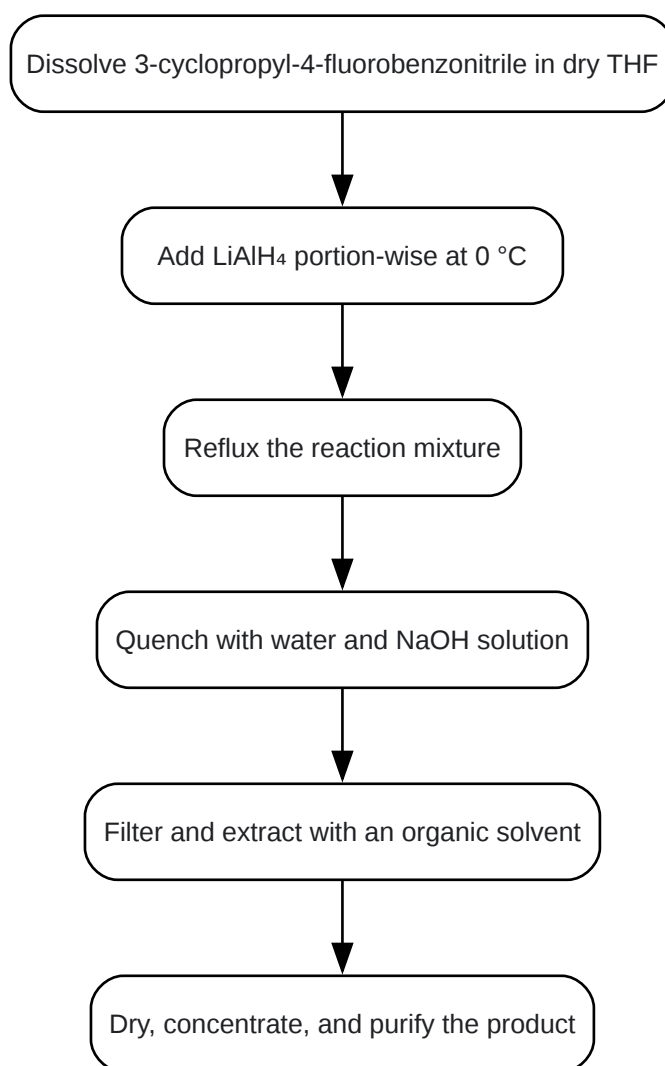 Dissolve 3-cyclopropyl-4-fluorobenzonitrile in dry THF
Add LiAlH₄ portion-wise at 0 °C
Reflux the reaction mixture
Quench with water and NaOH solution
Filter and extract with an organic solvent
Dry, concentrate, and purify the product